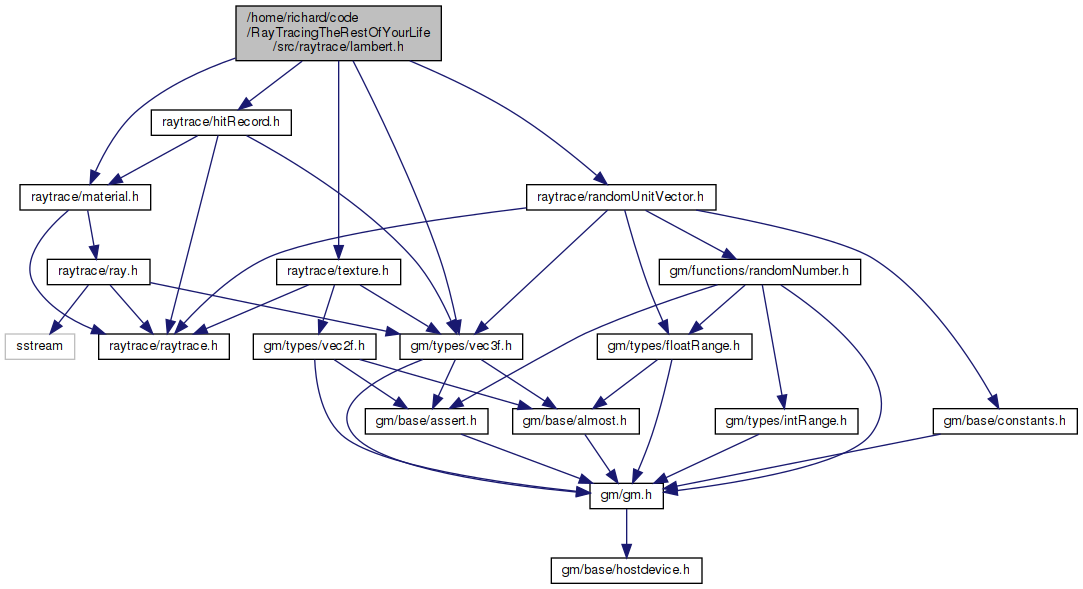 /home/richard/code
/RayTracingTheRestOfYourLife
/src/raytrace/lambert.h
raytrace/hitRecord.h
raytrace/material.h
raytrace/randomUnitVector.h
raytrace/ray.h
raytrace/texture.h
gm/functions/randomNumber.h
sstream
raytrace/raytrace.h
gm/types/vec2f.h
gm/types/vec3f.h
gm/types/floatRange.h
gm/base/assert.h
gm/base/almost.h
gm/types/intRange.h
gm/base/constants.h
gm/gm.h
gm/base/hostdevice.h